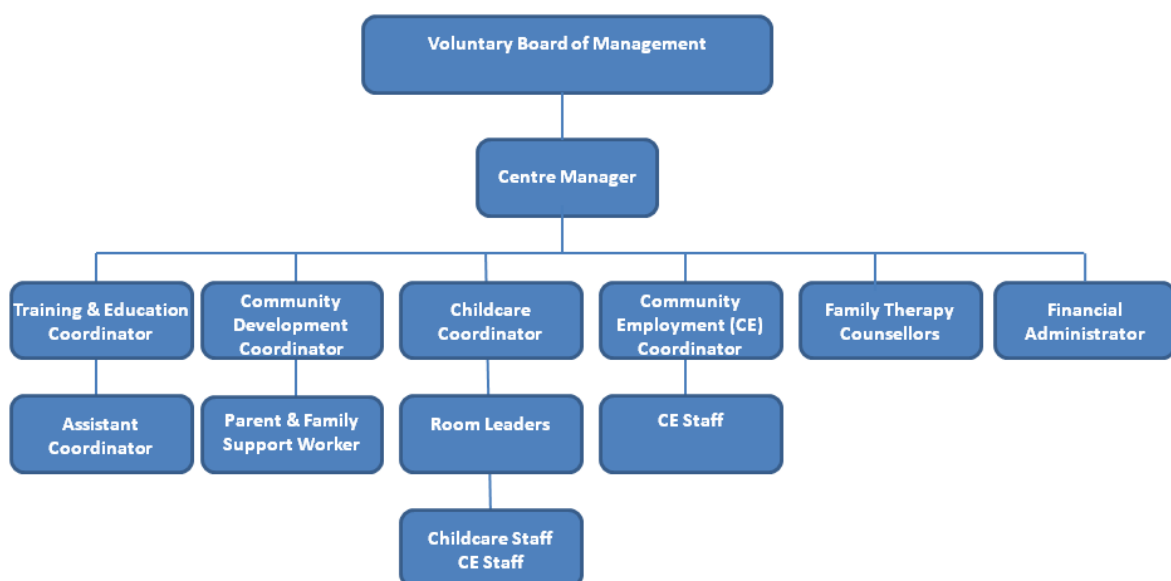 Voluntary Board of Management
Centre Manager
Training & Education
Coordinator
Community
Development
Coordinator
Childcare
Coordinator
Community
Employment (CE)
Coordinator
Family Therapy
Counsellors
Financial
Administrator
Assistant
Coordinator
Parent & Family
Support Worker
Room Leaders
CE Staff
Childcare Staff
CE Staff